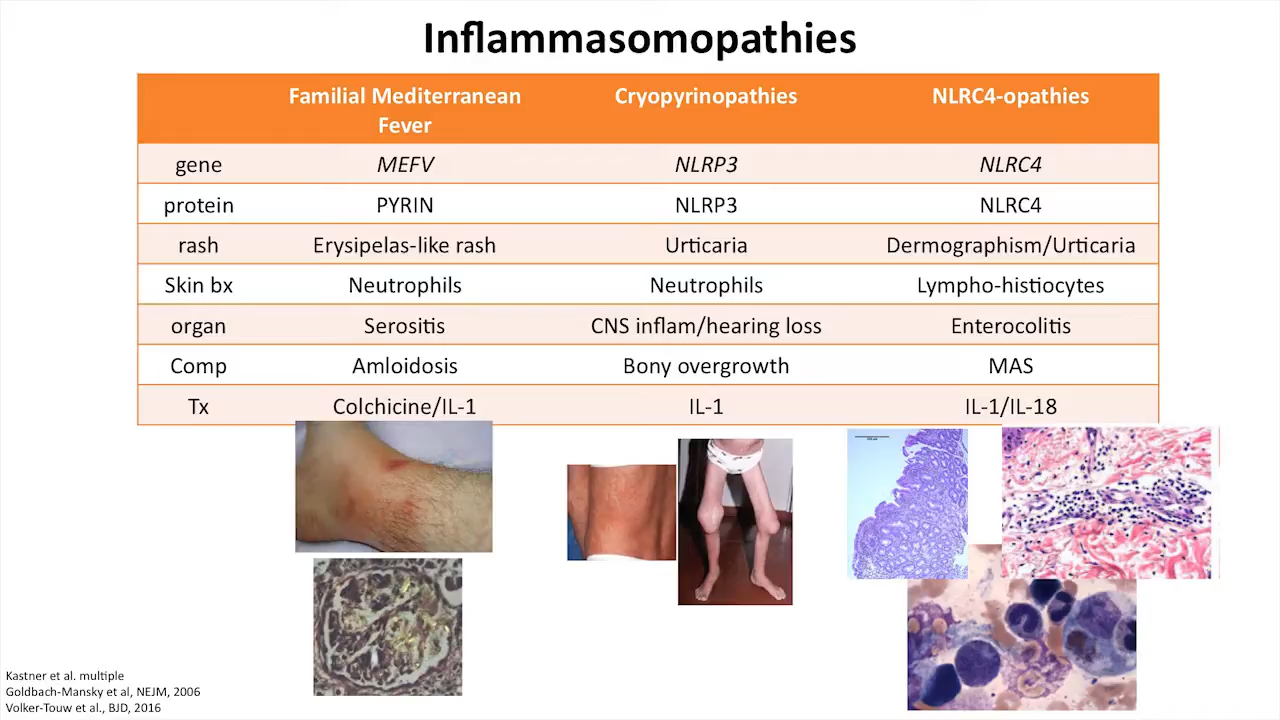 Inflammasomopathies
Familial Mediterranean Fever Cryopyrinopathies NLRC4-opathies
gene MEFV NLRP3 NLRC4
protein PYRIN NLRP3 NLRC4
rash Erysipelas-like rash Urticaria Dermographism/Urticaria
Skin bx Neutrophils Neutrophils Lympho-histiocytes
organ Serositis CNS inflam/hearing loss Enterocolitis
Comp Amloidosis Bony overgrowth MAS
Tx Colchicine/IL-1 IL-1 IL-1/IL-18
Kastner et al. multiple
Goldbach-Mansky et al, NEJM, 2006
Volker-Touw et al., BJD, 2016